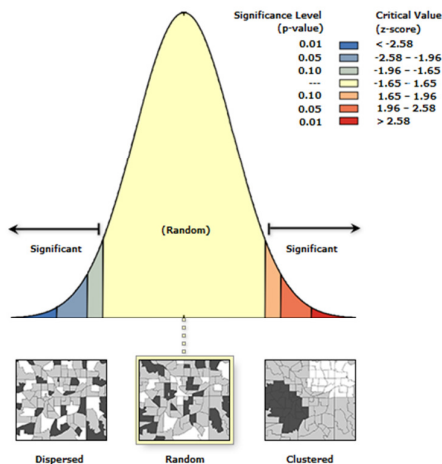 Significance Level Critical Value
(p-value) (z-score)
0.01 < -2.58
0.05 -2.58 – -1.96
0.10 -1.96 – -1.65
--- -1.65 – 1.65
0.10 1.65 – 1.96
0.05 1.96 – 2.58
0.01 > 2.58
Significant (Random) Significant
Dispersed Random Clustered